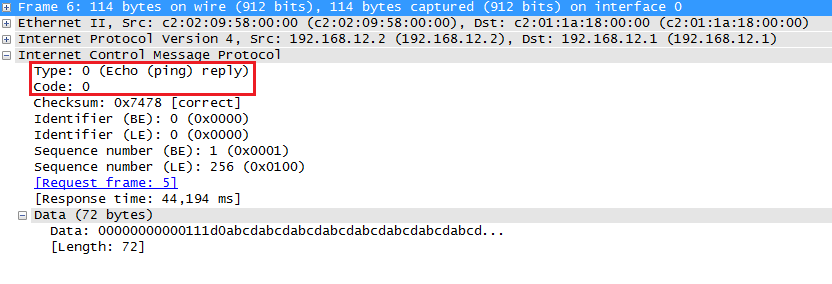 Frame 6: 114 bytes on wire (912 bits), 114 bytes captured (912 bits) on interface 0
Ethernet II, Src: c2:02:09:58:00:00 (c2:02:09:58:00:00), Dst: c2:01:1a:18:00:00 (c2:01:1a:18:00:00)
Internet Protocol Version 4, Src: 192.168.12.2 (192.168.12.2), Dst: 192.168.12.1 (192.168.12.1)
Internet Control Message Protocol
Type: 0 (Echo (ping) reply)
Code: 0
Checksum: 0x7478 [correct]
Identifier (BE): 0 (0x0000)
Identifier (LE): 0 (0x0000)
Sequence number (BE): 1 (0x0001)
Sequence number (LE): 256 (0x0100)
[Request frame: 5]
[Response time: 44,194 ms]
Data (72 bytes)
Data: 00000000000111d0abcdabcdabcdabcdabcdabcdabcdabcd...
[Length: 72]